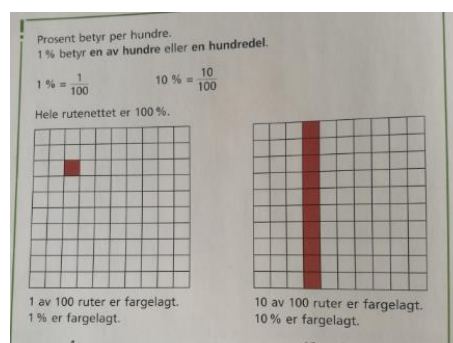 Prosent betyr per hundre.
1 % betyr en av hundre eller en hundredel.
1 % = 1/100    10 % = 10/100
Hele rutenettet er 100 %.
1 av 100 ruter er fargelagt.
1 % er fargelagt.
10 av 100 ruter er fargelagt.
10 % er fargelagt.